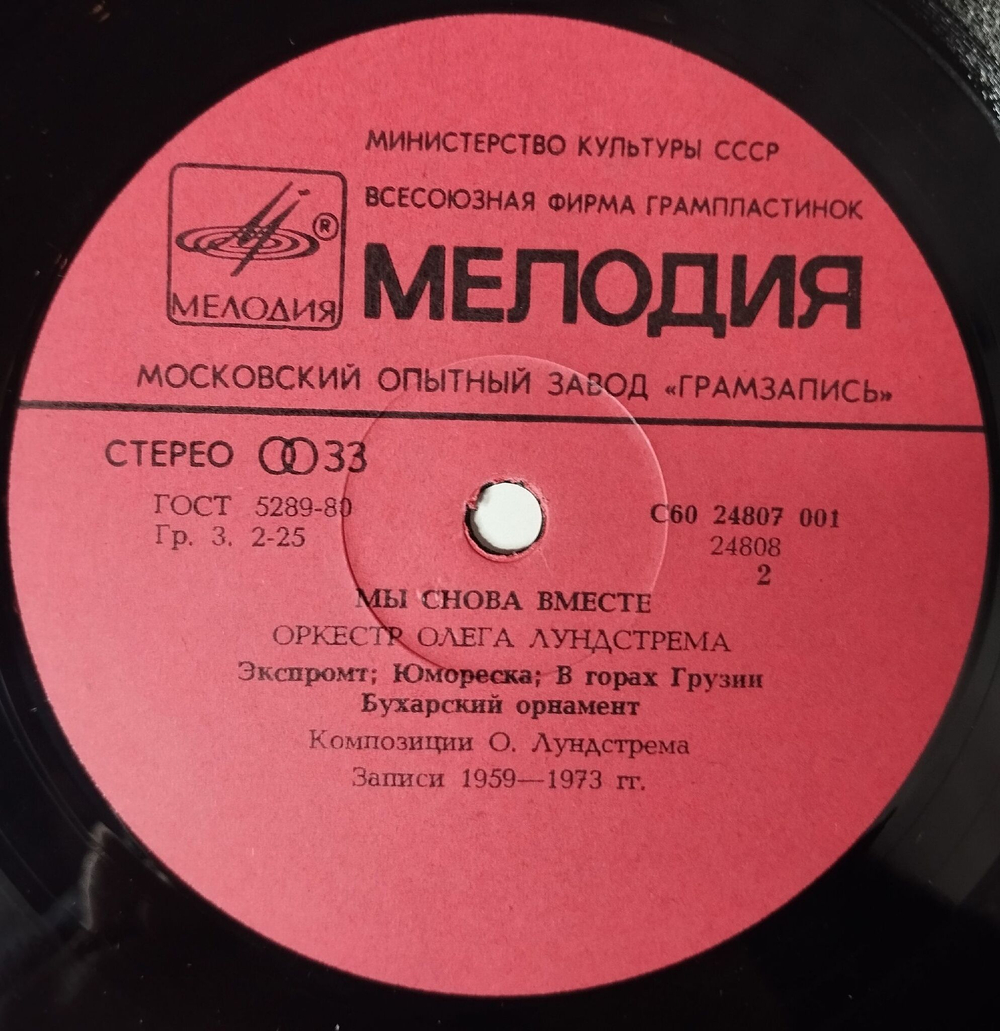 МИНИСТЕРСТВО КУЛЬТУРЫ СССР
ВСЕСОЮЗНАЯ ФИРМА ГРАМПЛАСТИНОК
®
МЕЛОДИЯ
МЕЛОДИЯ
МОСКОВСКИЙ ОПЫТНЫЙ ЗАВОД «ГРАМЗАПИСЬ»
СТЕРЕО 33
ГОСТ 5289-80
Гр. 3. 2-25
С60 24807 001
24808
2
МЫ СНОВА ВМЕСТЕ
ОРКЕСТР ОЛЕГА ЛУНДСТРЕМА
Экспромт; Юмореска; В горах Грузии
Бухарский орнамент
Композиции О. Лундстрема
Записи 1959—1973 гг.